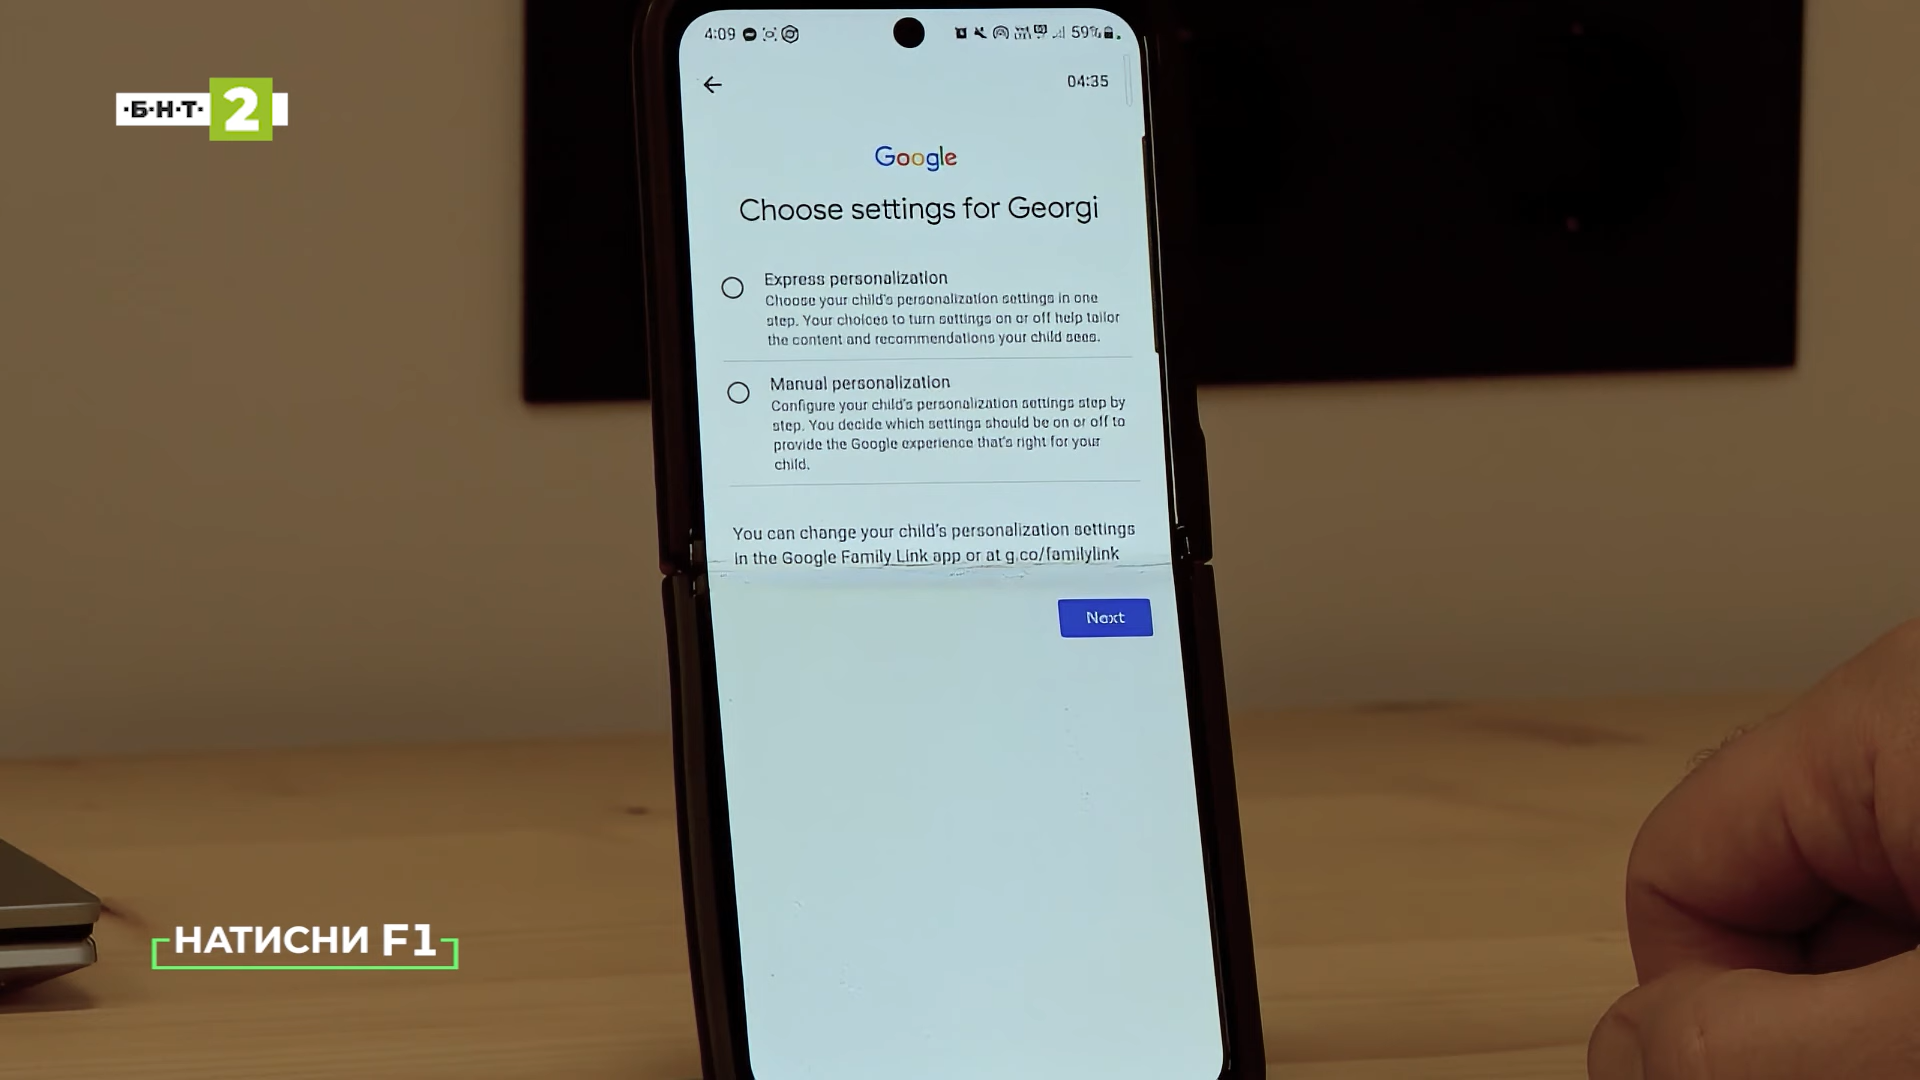 4:09
59%
·Б·Н·Т· 2
04:35
Google
Choose settings for Georgi
Express personalization
Choose your child's personalization settings in one
step. Your choices to turn settings on or off help tailor
the content and recommendations your child sees.
Manual personalization
Configure your child's personalization settings step by
step. You decide which settings should be on or off to
provide the Google experience that's right for your
child.
You can change your child's personalization settings
in the Google Family Link app or at g.co/familylink
Next
НАТИСНИ F1